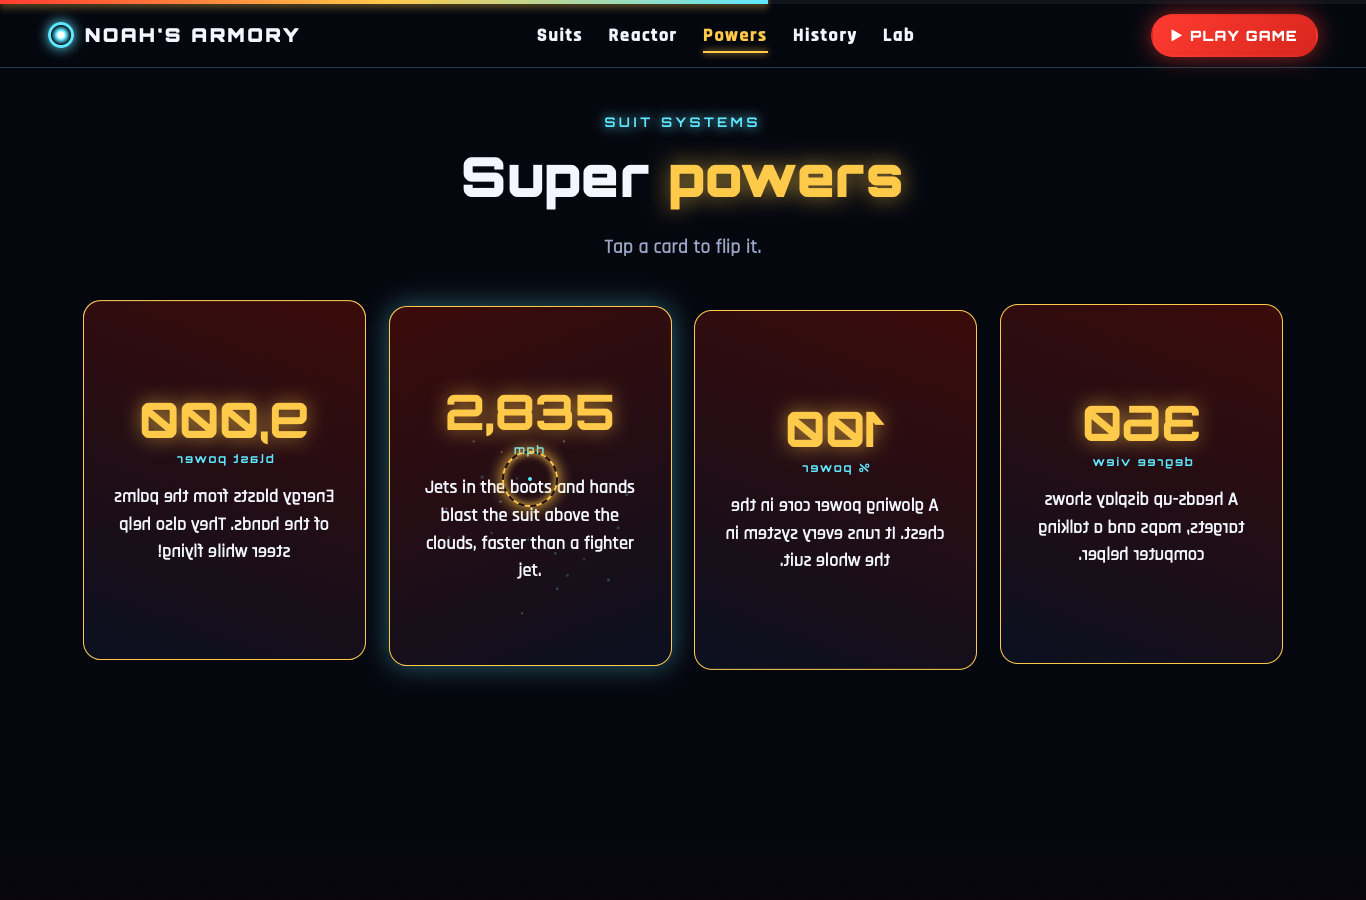 NOAH'S ARMORY
Suits Reactor Powers History Lab
PLAY GAME
SUIT SYSTEMS
Super powers
Tap a card to flip it.
9,000
blast power
Energy blasts from the palms
of the hands. They also help
steer while flying!
2,835
mph
Jets in the boots and hands
blast the suit above the
clouds, faster than a fighter
jet.
100
% power
A glowing power core in the
chest. It runs every system in
the whole suit.
360
degree view
A heads-up display shows
targets, maps and a talking
computer helper.